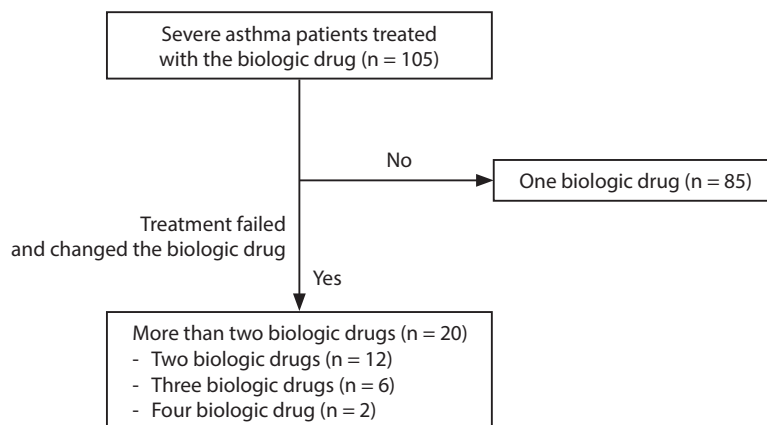 Severe asthma patients treated
with the biologic drug (n = 105)
No
One biologic drug (n = 85)
Treatment failed
and changed the biologic drug
Yes
More than two biologic drugs (n = 20)
- Two biologic drugs (n = 12)
- Three biologic drugs (n = 6)
- Four biologic drug (n = 2)